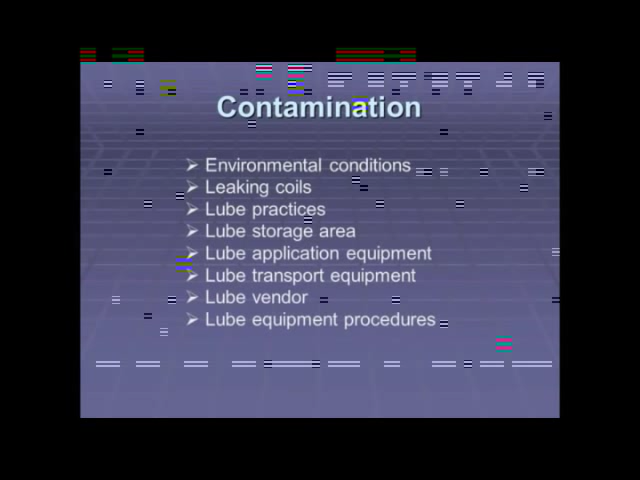 Contamination
Environmental conditions
Leaking coils
Lube practices
Lube storage area
Lube application equipment
Lube transport equipment
Lube vendor
Lube equipment procedures